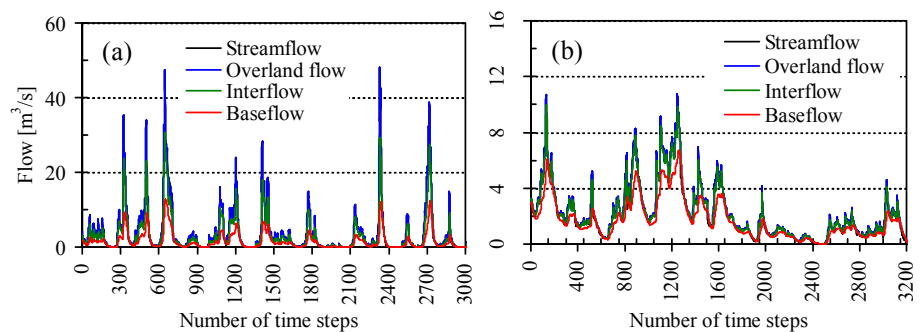 (a)
Streamflow
Overland flow
Interflow
Baseflow
Flow [m³/s]
60
40
20
0
0 300 600 900 1200 1500 1800 2100 2400 2700 3000
Number of time steps
(b)
Streamflow
Overland flow
Interflow
Baseflow
16
12
8
4
0
0 400 800 1200 1600 2000 2400 2800 3200
Number of time steps